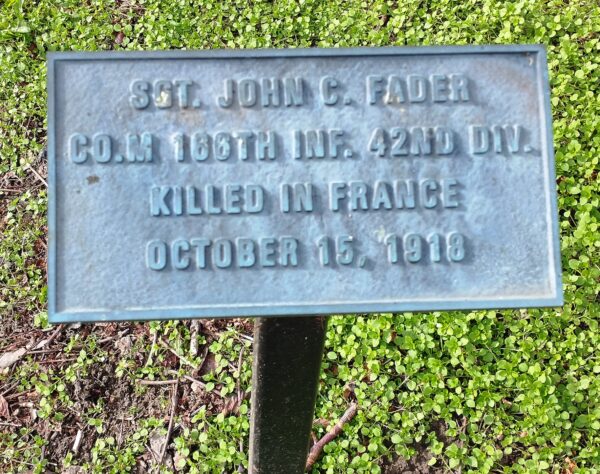 SGT. JOHN C. FADER
CO.M 166TH INF. 42ND DIV.
KILLED IN FRANCE
OCTOBER 15, 1918